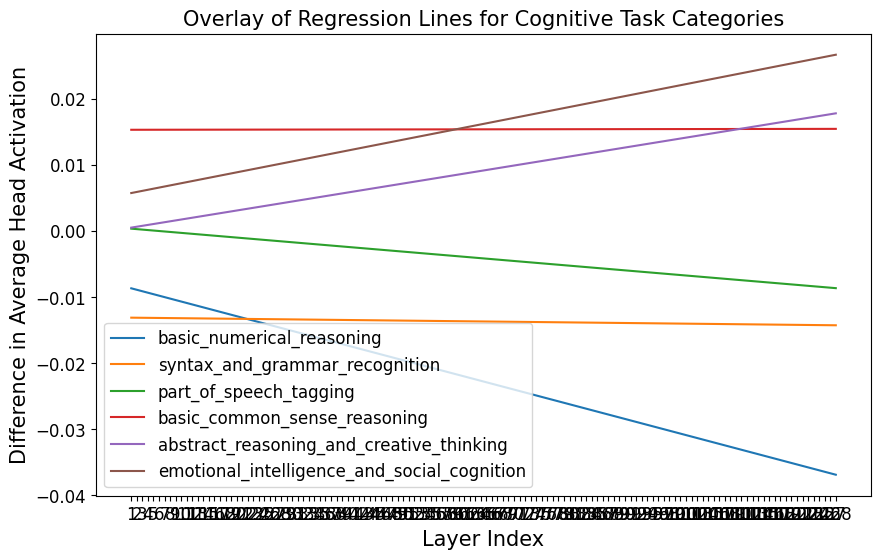 Overlay of Regression Lines for Cognitive Task Categories
Difference in Average Head Activation
0.02
0.01
0.00
−0.01
−0.02
−0.03
−0.04
basic_numerical_reasoning
syntax_and_grammar_recognition
part_of_speech_tagging
basic_common_sense_reasoning
abstract_reasoning_and_creative_thinking
emotional_intelligence_and_social_cognition
Layer Index